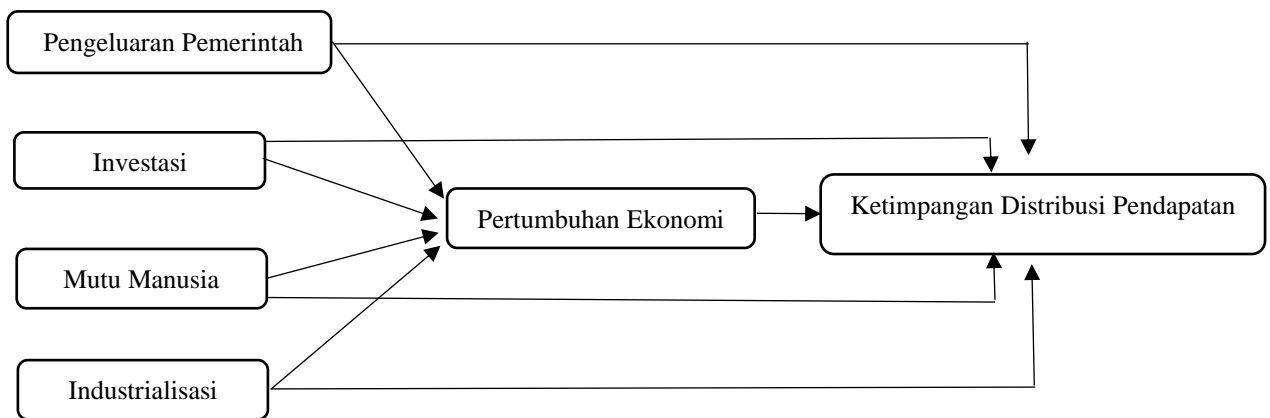 Pengeluaran Pemerintah
Investasi
Pertumbuhan Ekonomi
Ketimpangan Distribusi Pendapatan
Mutu Manusia
Industrialisasi